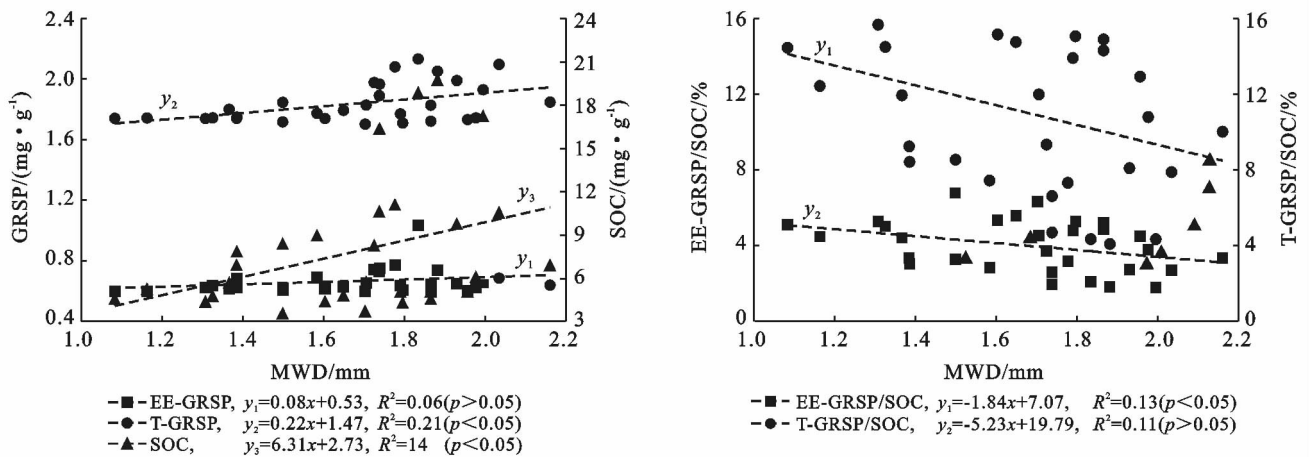 2.4
2.0
1.6
1.2
0.8
0.4
GRSP/(mg·g⁻¹)
24
21
18
15
12
9
6
3
SOC/(mg·g⁻¹)
y₂
y₃
y₁
1.0 1.2 1.4 1.6 1.8 2.0 2.2
MWD/mm
EE-GRSP, y₁=0.08x+0.53, R²=0.06(p>0.05)
T-GRSP, y₂=0.22x+1.47, R²=0.21(p<0.05)
SOC, y₃=6.31x+2.73, R²=14 (p<0.05)
16
12
8
4
0
EE-GRSP/SOC/%
16
12
8
4
0
T-GRSP/SOC/%
y₁
y₂
1.0 1.2 1.4 1.6 1.8 2.0 2.2
MWD/mm
EE-GRSP/SOC, y₁=-1.84x+7.07, R²=0.13(p<0.05)
T-GRSP/SOC, y₂=-5.23x+19.79, R²=0.11(p>0.05)